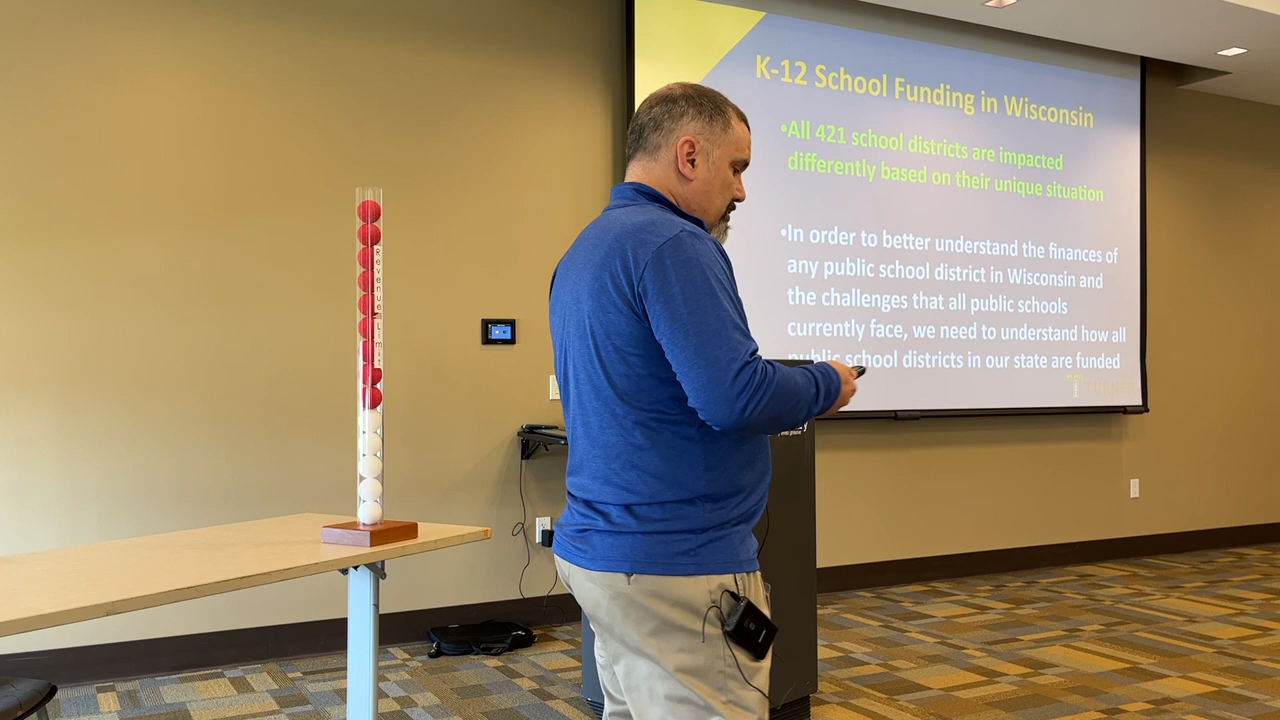 K-12 School Funding in Wisconsin
•All 421 school districts are impacted
differently based on their unique situation
•In order to better understand the finances of
any public school district in Wisconsin and
the challenges that all public schools
currently face, we need to understand how all
public school districts in our state are funded
Revenue Limit